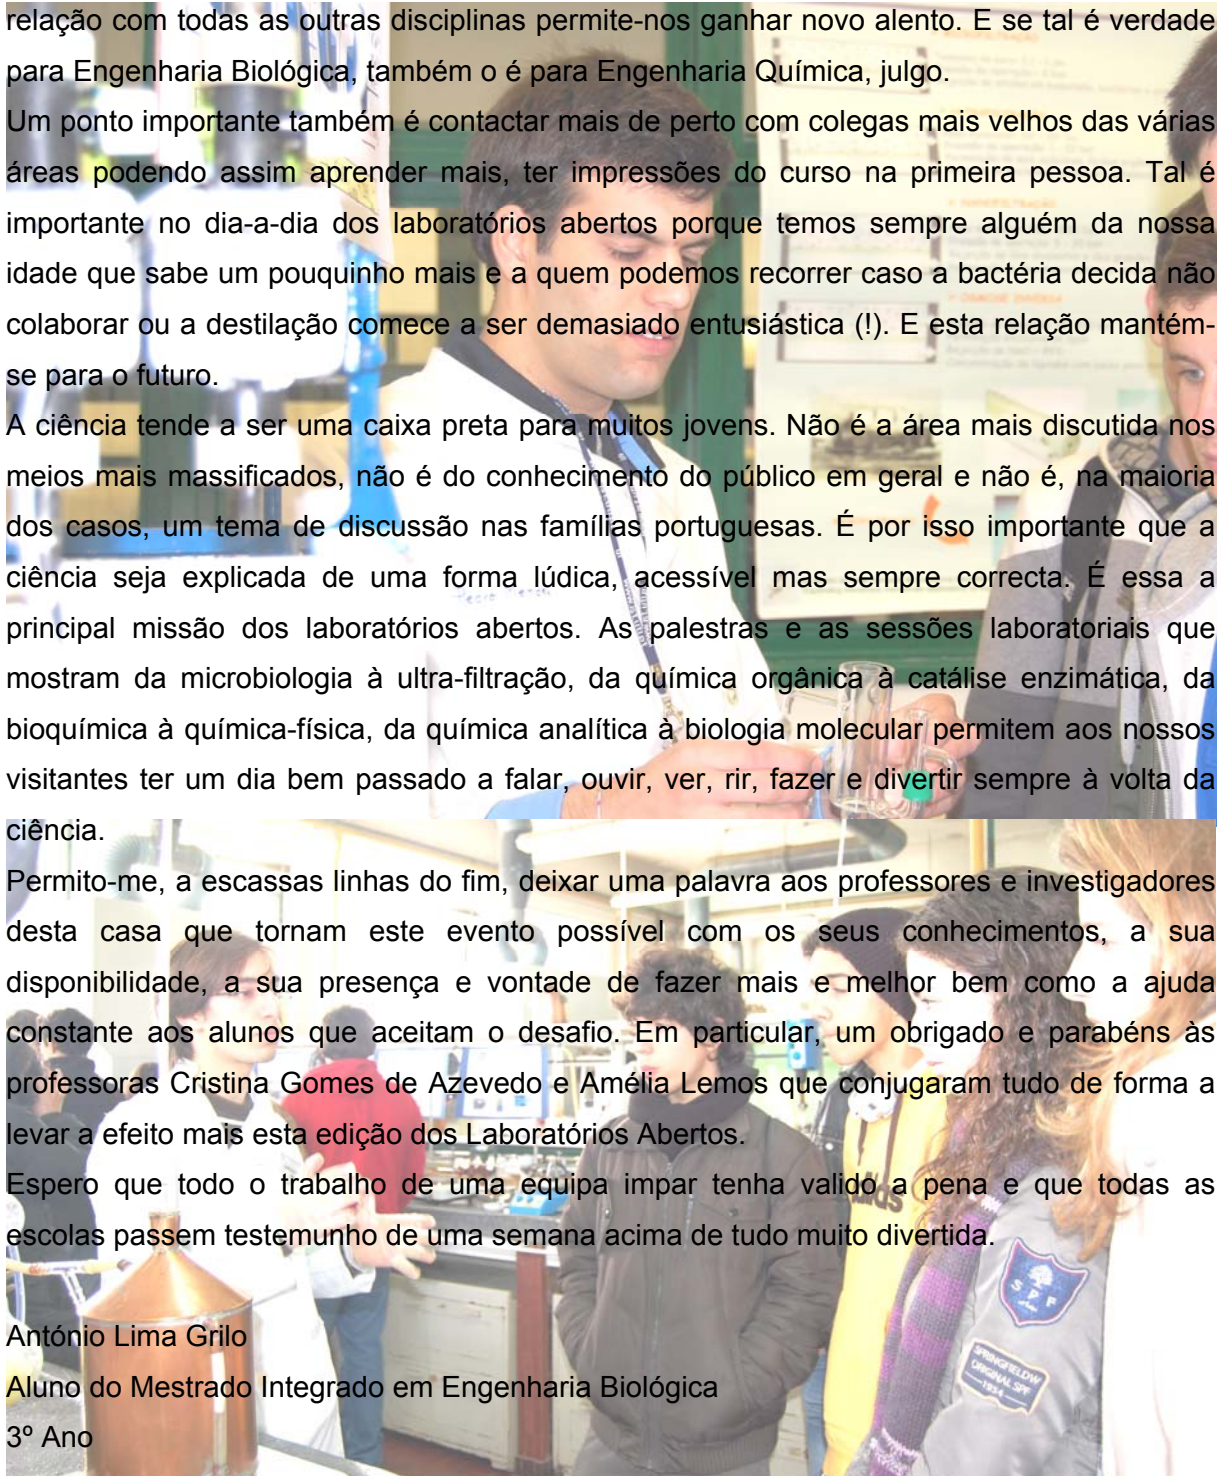 relação com todas as outras disciplinas permite-nos ganhar novo alento. E se tal é verdade
para Engenharia Biológica, também o é para Engenharia Química, julgo.
Um ponto importante também é contactar mais de perto com colegas mais velhos das várias
áreas podendo assim aprender mais, ter impressões do curso na primeira pessoa. Tal é
importante no dia-a-dia dos laboratórios abertos porque temos sempre alguém da nossa
idade que sabe um pouquinho mais e a quem podemos recorrer caso a bactéria decida não
colaborar ou a destilação comece a ser demasiado entusiástica (!). E esta relação mantém-
se para o futuro.
A ciência tende a ser uma caixa preta para muitos jovens. Não é a área mais discutida nos
meios mais massificados, não é do conhecimento do público em geral e não é, na maioria
dos casos, um tema de discussão nas famílias portuguesas. É por isso importante que a
ciência seja explicada de uma forma lúdica, acessível mas sempre correcta. É essa a
principal missão dos laboratórios abertos. As palestras e as sessões laboratoriais que
mostram da microbiologia à ultra-filtração, da química orgânica à catálise enzimática, da
bioquímica à química-física, da química analítica à biologia molecular permitem aos nossos
visitantes ter um dia bem passado a falar, ouvir, ver, rir, fazer e divertir sempre à volta da
ciência.
Permito-me, a escassas linhas do fim, deixar uma palavra aos professores e investigadores
desta casa que tornam este evento possível com os seus conhecimentos, a sua
disponibilidade, a sua presença e vontade de fazer mais e melhor bem como a ajuda
constante aos alunos que aceitam o desafio. Em particular, um obrigado e parabéns às
professoras Cristina Gomes de Azevedo e Amélia Lemos que conjugaram tudo de forma a
levar a efeito mais esta edição dos Laboratórios Abertos.
Espero que todo o trabalho de uma equipa impar tenha valido a pena e que todas as
escolas passem testemunho de uma semana acima de tudo muito divertida.
SPF
SPRINGFIELD
ORIGINAL SPF
António Lima Grilo
Aluno do Mestrado Integrado em Engenharia Biológica
3º Ano